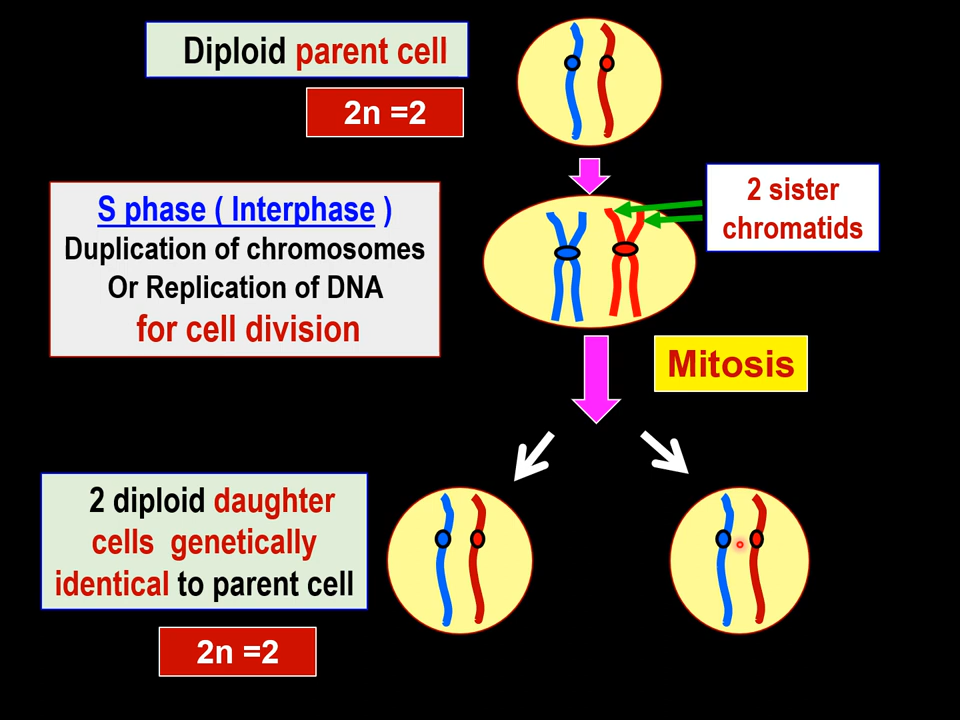 Diploid parent cell
2n =2
S phase ( Interphase )
Duplication of chromosomes
Or Replication of DNA
for cell division
2 sister
chromatids
Mitosis
2 diploid daughter
cells genetically
identical to parent cell
2n =2